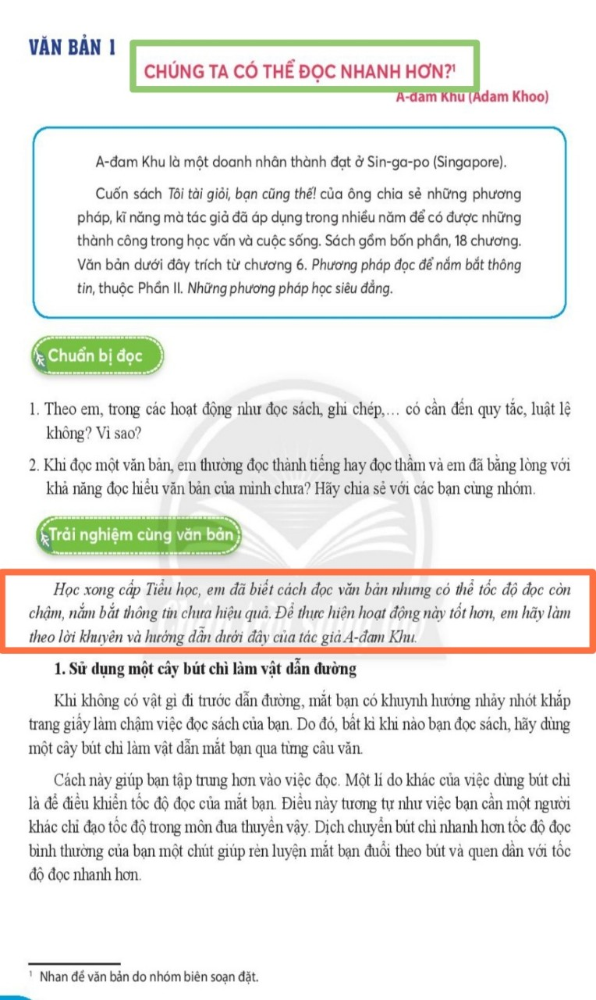 VĂN BẢN 1
CHÚNG TA CÓ THỂ ĐỌC NHANH HƠN?¹
A-đam Khu (Adam Khoo)
A-đam Khu là một doanh nhân thành đạt ở Sin-ga-po (Singapore).
Cuốn sách Tôi tài giỏi, bạn cũng thế! của ông chia sẻ những phương
pháp, kĩ năng mà tác giả đã áp dụng trong nhiều năm để có được những
thành công trong học vấn và cuộc sống. Sách gồm bốn phần, 18 chương.
Văn bản dưới đây trích từ chương 6. Phương pháp đọc để nắm bắt thông
tin, thuộc Phần II. Những phương pháp học siêu đẳng.
Chuẩn bị đọc
1. Theo em, trong các hoạt động như đọc sách, ghi chép,... có cần đến quy tắc, luật lệ
không? Vì sao?
2. Khi đọc một văn bản, em thường đọc thành tiếng hay đọc thầm và em đã bằng lòng với
khả năng đọc hiểu văn bản của mình chưa? Hãy chia sẻ với các bạn cùng nhóm.
Trải nghiệm cùng văn bản
Học xong cấp Tiểu học, em đã biết cách đọc văn bản nhưng có thể tốc độ đọc còn
chậm, nắm bắt thông tin chưa hiệu quả. Để thực hiện hoạt động này tốt hơn, em hãy làm
theo lời khuyên và hướng dẫn dưới đây của tác giả A-đam Khu.
1. Sử dụng một cây bút chì làm vật dẫn đường
Khi không có vật gì đi trước dẫn đường, mắt bạn có khuynh hướng nhảy nhót khắp
trang giấy làm chậm việc đọc sách của bạn. Do đó, bất kì khi nào bạn đọc sách, hãy dùng
một cây bút chì làm vật dẫn mắt bạn qua từng câu văn.
Cách này giúp bạn tập trung hơn vào việc đọc. Một lí do khác của việc dùng bút chì
là để điều khiển tốc độ đọc của mắt bạn. Điều này tương tự như việc bạn cần một người
khác chỉ đạo tốc độ trong môn đua thuyền vậy. Dịch chuyển bút chì nhanh hơn tốc độ đọc
bình thường của bạn một chút giúp rèn luyện mắt bạn đuổi theo bút và quen dần với tốc
độ đọc nhanh hơn.
¹ Nhan đề văn bản do nhóm biên soạn đặt.